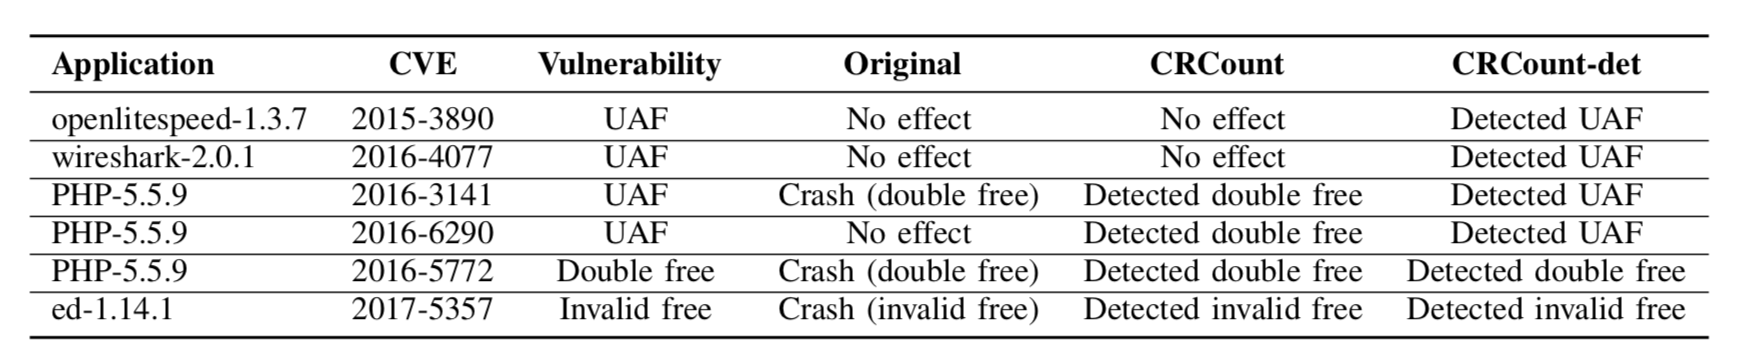 Application CVE Vulnerability Original CRCount CRCount-det
openlitespeed-1.3.7 2015-3890 UAF No effect No effect Detected UAF
wireshark-2.0.1 2016-4077 UAF No effect No effect Detected UAF
PHP-5.5.9 2016-3141 UAF Crash (double free) Detected double free Detected UAF
PHP-5.5.9 2016-6290 UAF No effect Detected double free Detected UAF
PHP-5.5.9 2016-5772 Double free Crash (double free) Detected double free Detected double free
ed-1.14.1 2017-5357 Invalid free Crash (invalid free) Detected invalid free Detected invalid free